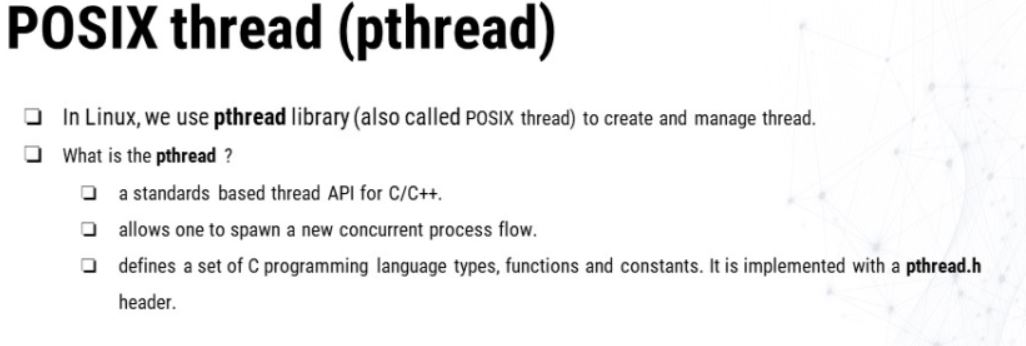 POSIX thread (pthread)
In Linux, we use pthread library (also called POSIX thread) to create and manage thread.
What is the pthread ?
a standards based thread API for C/C++.
allows one to spawn a new concurrent process flow.
defines a set of C programming language types, functions and constants. It is implemented with a pthread.h
header.